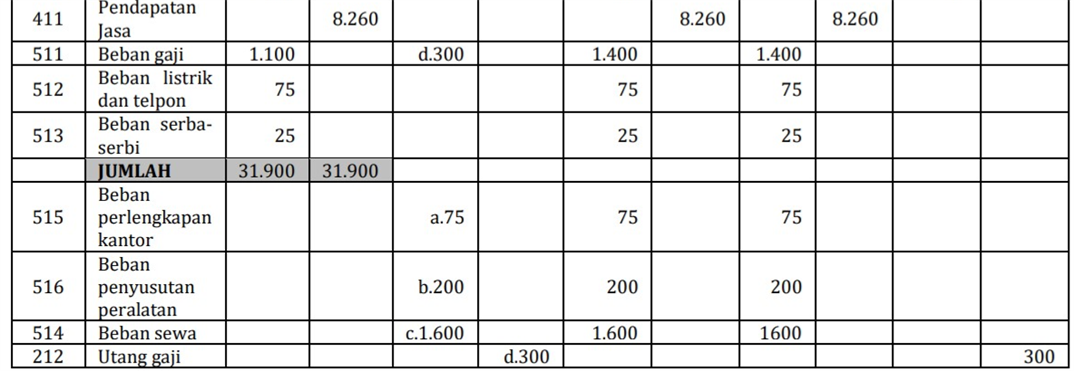 411 Pendapatan Jasa 8.260 8.260 8.260
511 Beban gaji 1.100 d.300 1.400 1.400
512 Beban listrik dan telpon 75 75 75
513 Beban serba-serbi 25 25 25
JUMLAH 31.900 31.900
515 Beban perlengkapan kantor a.75 75 75
516 Beban penyusutan peralatan b.200 200 200
514 Beban sewa c.1.600 1.600 1600
212 Utang gaji d.300 300